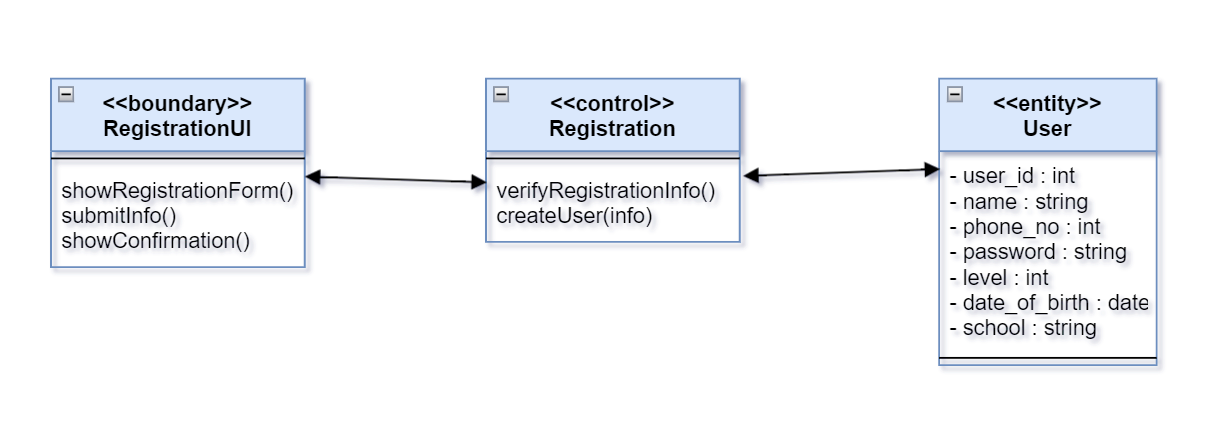 <<boundary>>
RegistrationUI
showRegistrationForm()
submitInfo()
showConfirmation()
<<control>>
Registration
verifyRegistrationInfo()
createUser(info)
<<entity>>
User
- user_id : int
- name : string
- phone_no : int
- password : string
- level : int
- date_of_birth : date
- school : string